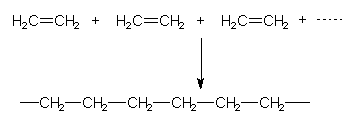 H₂C=CH₂ + H₂C=CH₂ + H₂C=CH₂ + -----
—CH₂—CH₂—CH₂—CH₂—CH₂—CH₂—